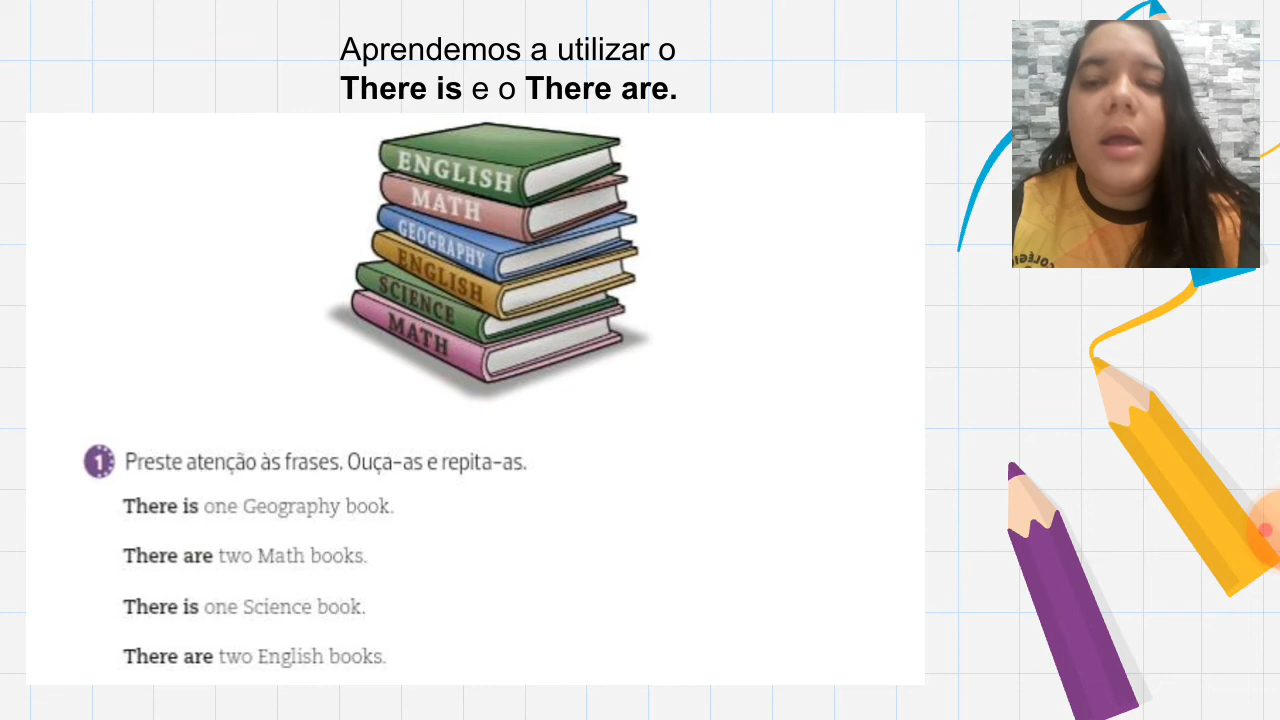 Aprendemos a utilizar o
There is e o There are.
ENGLISH
MATH
GEOGRAPHY
ENGLISH
SCIENCE
MATH
1 Preste atenção às frases. Ouça-as e repita-as.
There is one Geography book.
There are two Math books.
There is one Science book.
There are two English books.